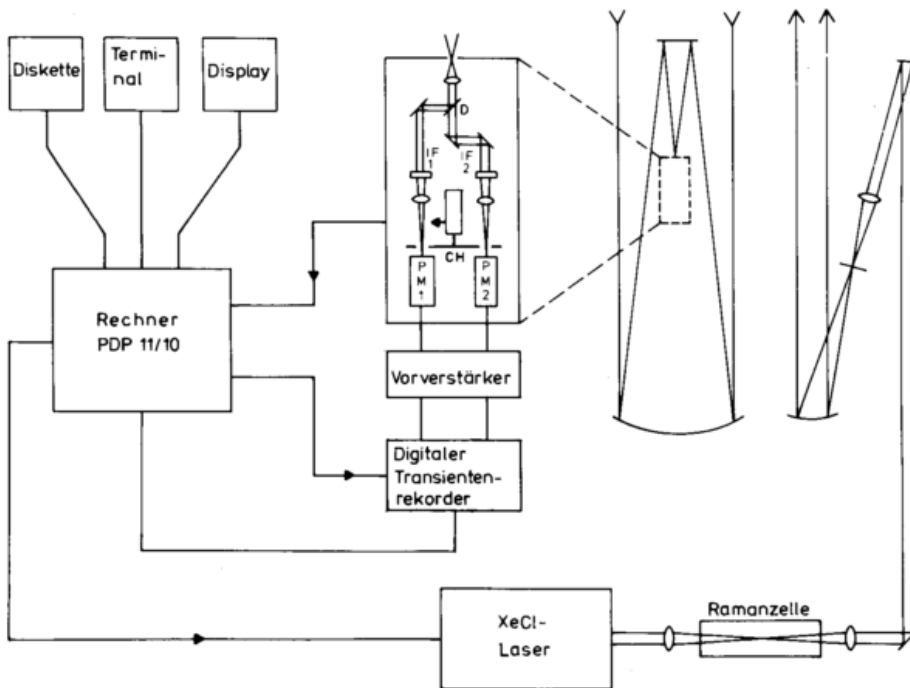 Diskette
Termi-
nal
Display
D
IF
1
IF
2
CH
P
M
1
P
M
2
Rechner
PDP 11/10
Vorverstärker
Digitaler
Transienten-
rekorder
XeCl-
Laser
Ramanzelle